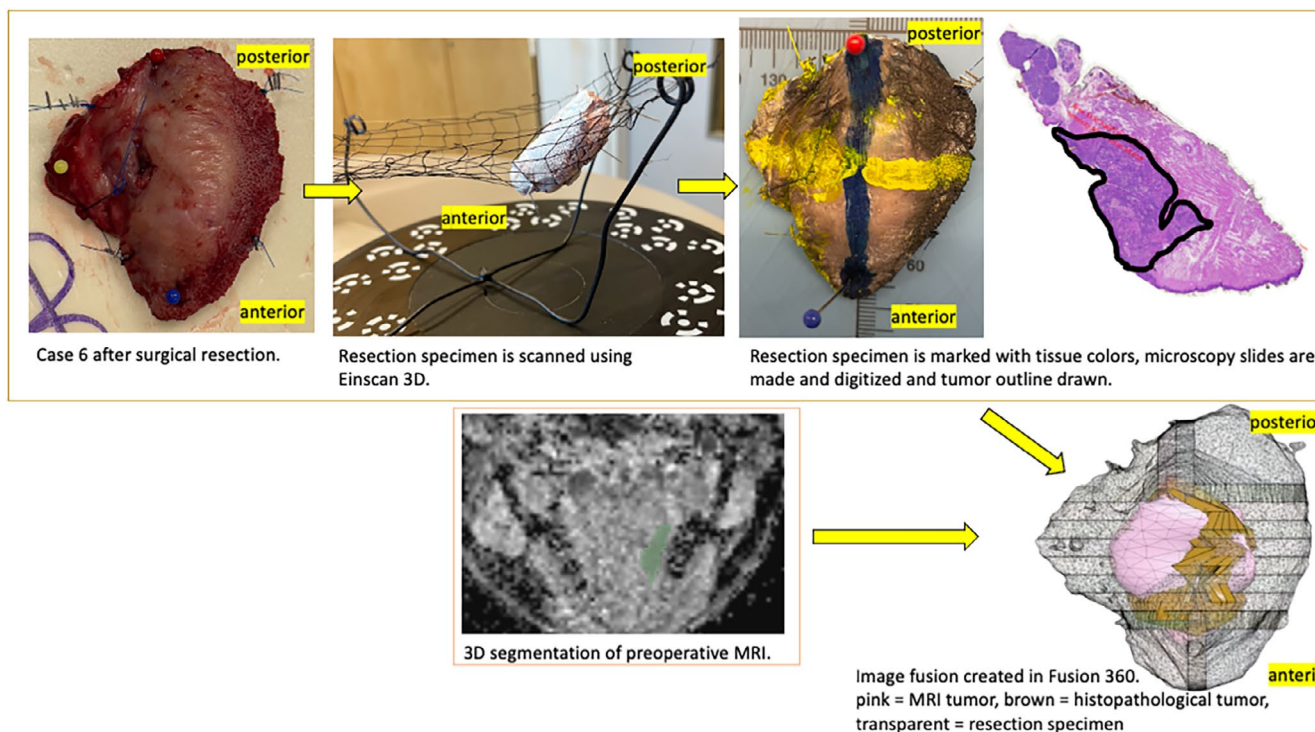 posterior
anterior
Case 6 after surgical resection.
posterior
anterior
Resection specimen is scanned using
Einscan 3D.
posterior
130
60
anterior
Resection specimen is marked with tissue colors, microscopy slides are
made and digitized and tumor outline drawn.
3D segmentation of preoperative MRI.
posterio
anteri
Image fusion created in Fusion 360.
pink = MRI tumor, brown = histopathological tumor,
transparent = resection specimen